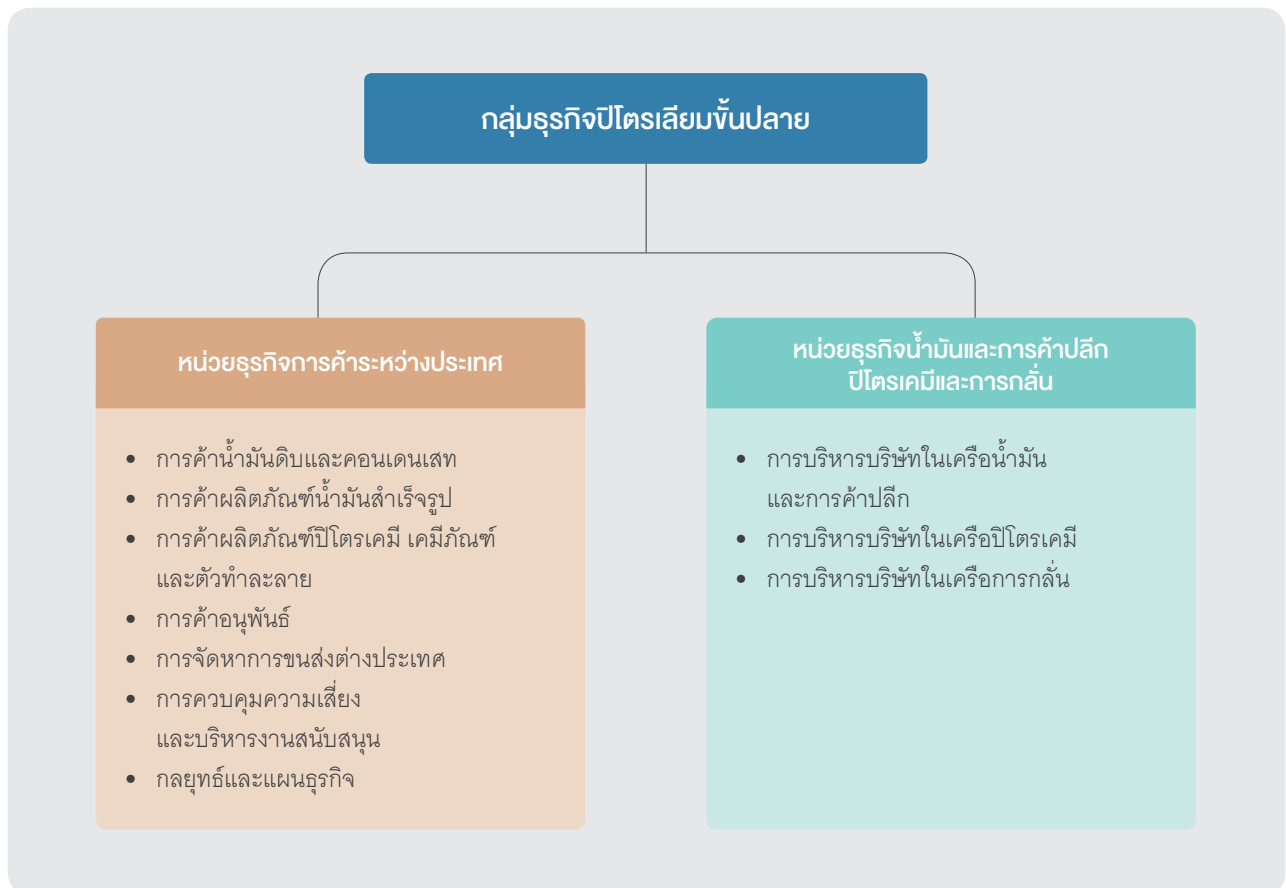 กลุ่มธุรกิจปิโตรเลียมขั้นปลาย
หน่วยธุรกิจการค้าระหว่างประเทศ
• การค้าน้ำมันดิบและคอนเดนเสท
• การค้าผลิตภัณฑ์น้ำมันสำเร็จรูป
• การค้าผลิตภัณฑ์ปิโตรเคมี เคมีภัณฑ์
และตัวทำละลาย
• การค้าอนุพันธ์
• การจัดหาการขนส่งต่างประเทศ
• การควบคุมความเสี่ยง
และบริหารงานสนับสนุน
• กลยุทธ์และแผนธุรกิจ
หน่วยธุรกิจน้ำมันและการค้าปลีก
ปิโตรเคมีและการกลั่น
• การบริหารบริษัทในเครือน้ำมัน
และการค้าปลีก
• การบริหารบริษัทในเครือปิโตรเคมี
• การบริหารบริษัทในเครือการกลั่น